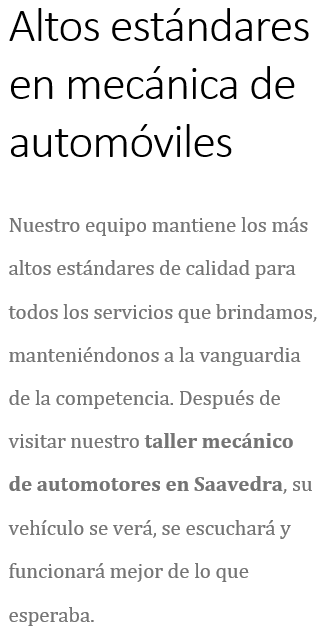 Altos estándares
en mecánica de
automóviles
Nuestro equipo mantiene los más
altos estándares de calidad para
todos los servicios que brindamos,
manteniéndonos a la vanguardia
de la competencia. Después de
visitar nuestro taller mecánico
de automotores en Saavedra, su
vehículo se verá, se escuchará y
funcionará mejor de lo que
esperaba.